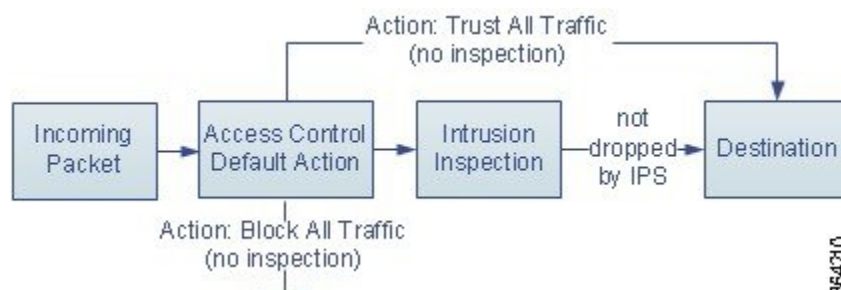 Action: Trust All Traffic
(no inspection)
Incoming
Packet
Access Control
Default Action
Intrusion
Inspection
not
dropped
by IPS
Destination
Action: Block All Traffic
(no inspection)